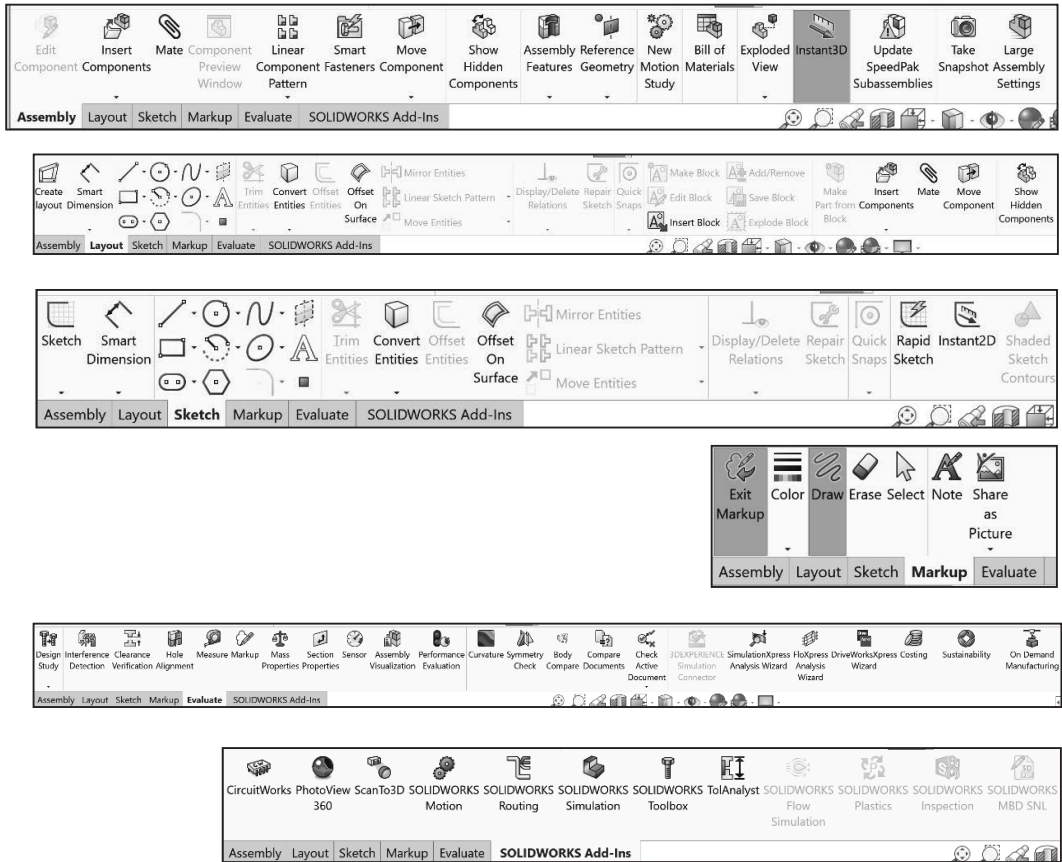 Edit Component
Insert Components
Mate
Component Preview Window
Linear Component Pattern
Smart Fasteners
Move Component
Show Hidden Components
Assembly Features
Reference Geometry
New Motion Study
Bill of Materials
Exploded View
Instant3D
Update SpeedPak Subassemblies
Take Snapshot
Large Assembly Settings
Assembly Layout Sketch Markup Evaluate SOLIDWORKS Add-Ins
Create layout
Smart Dimension
Trim Entities
Convert Entities
Offset Entities
Offset On Surface
Mirror Entities
Linear Sketch Pattern
Move Entities
Display/Delete Relations
Repair Sketch
Quick Snaps
Make Block
Edit Block
Insert Block
Add/Remove
Save Block
Explode Block
Make Part from Block
Insert Components
Mate
Move Component
Show Hidden Components
Assembly Layout Sketch Markup Evaluate SOLIDWORKS Add-Ins
Sketch
Smart Dimension
Trim Entities
Convert Entities
Offset Entities
Offset On Surface
Mirror Entities
Linear Sketch Pattern
Move Entities
Display/Delete Relations
Repair Sketch
Quick Snaps
Rapid Sketch
Instant2D
Shaded Sketch Contours
Assembly Layout Sketch Markup Evaluate SOLIDWORKS Add-Ins
Exit Markup
Color
Draw
Erase
Select
Note
Share as Picture
Assembly Layout Sketch Markup Evaluate
Design Study
Interference Detection
Clearance Verification
Hole Alignment
Measure
Markup
Mass Properties
Section Properties
Sensor
Assembly Visualization
Performance Evaluation
Curvature
Symmetry Check
Body Compare
Compare Documents
Check Active Document
3DEXPERIENCE Simulation Connector
SimulationXpress Analysis Wizard
FloXpress Analysis Wizard
DriveWorksXpress Wizard
Costing
Sustainability
On Demand Manufacturing
Assembly Layout Sketch Markup Evaluate SOLIDWORKS Add-Ins
CircuitWorks
PhotoView 360
ScanTo3D
SOLIDWORKS Motion
SOLIDWORKS Routing
SOLIDWORKS Simulation
SOLIDWORKS Toolbox
TolAnalyst
SOLIDWORKS Flow Simulation
SOLIDWORKS Plastics
SOLIDWORKS Inspection
SOLIDWORKS MBD SNL
Assembly Layout Sketch Markup Evaluate SOLIDWORKS Add-Ins